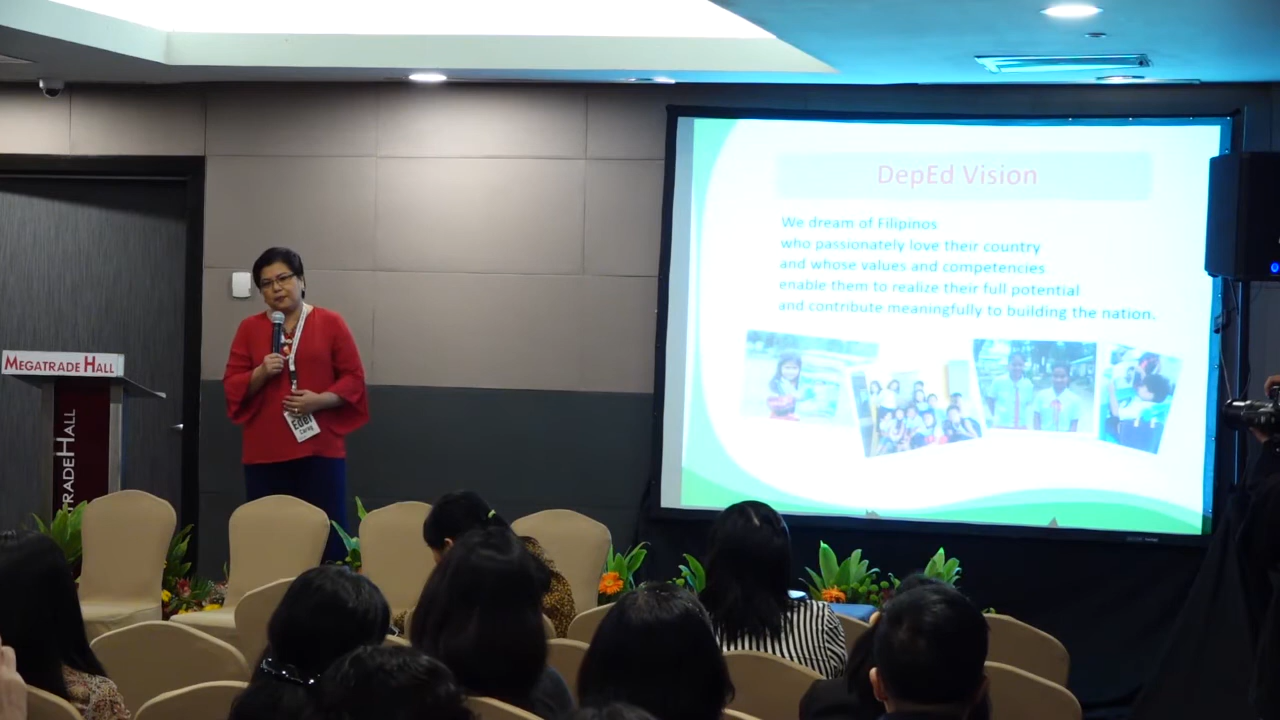 DepEd Vision
We dream of Filipinos
who passionately love their country
and whose values and competencies
enable them to realize their full potential
and contribute meaningfully to building the nation.
MEGATRADE HALL
TRADEHALL
Eder